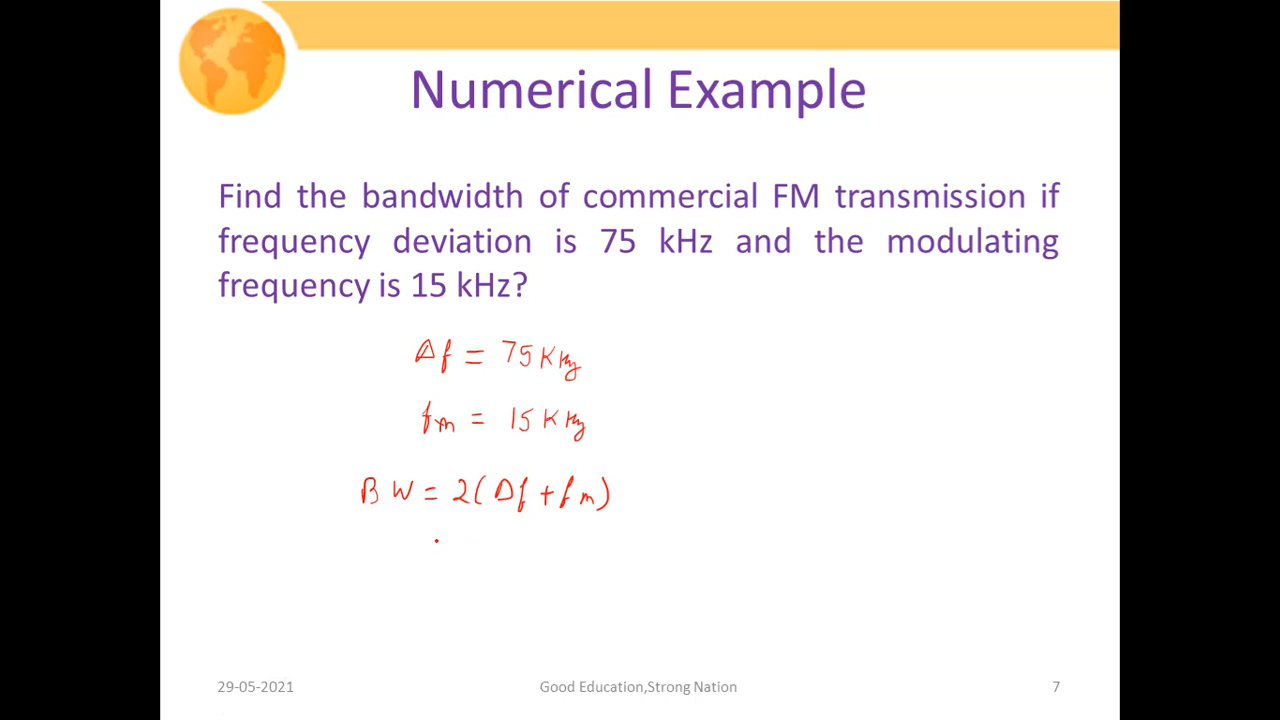 Numerical Example
Find the bandwidth of commercial FM transmission if
frequency deviation is 75 kHz and the modulating
frequency is 15 kHz?
Δf = 75 KHz
fm = 15 KHz
BW = 2(Δf + fm)
29-05-2021
Good Education,Strong Nation
7